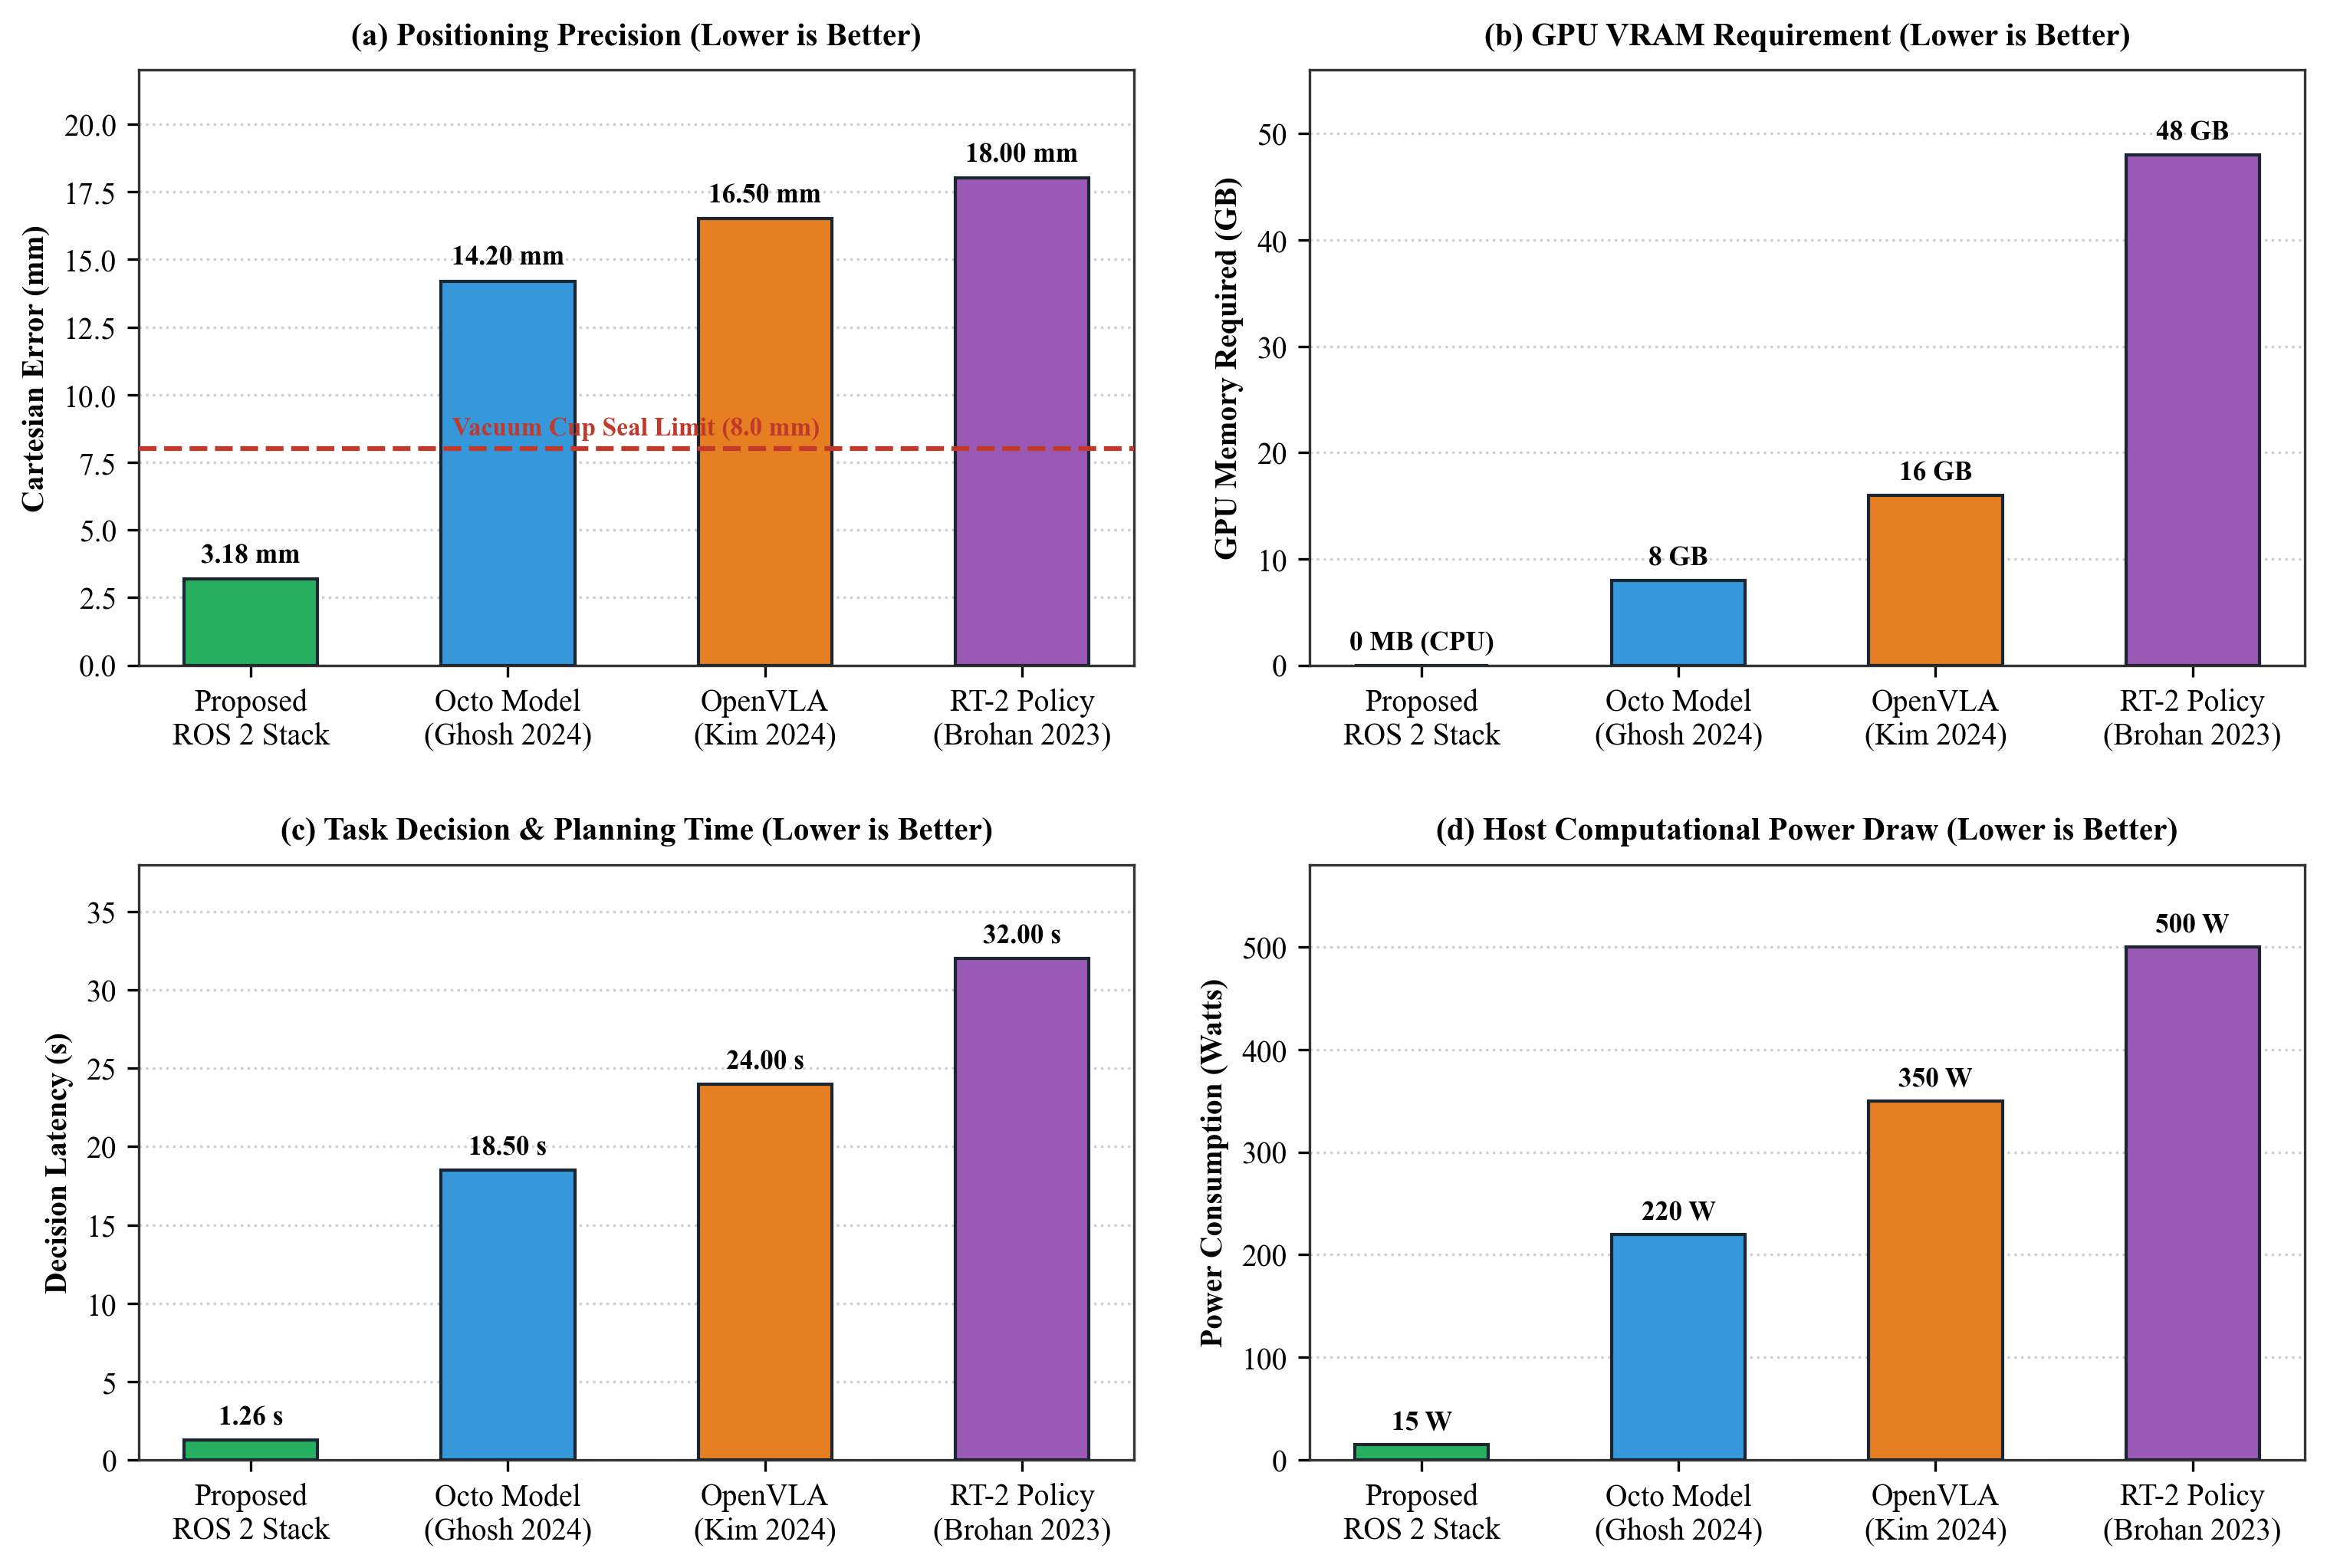 (a) Positioning Precision (Lower is Better)
Cartesian Error (mm)
20.0
17.5
15.0
12.5
10.0
7.5
5.0
2.5
0.0
3.18 mm
14.20 mm
16.50 mm
18.00 mm
Vacuum Cup Seal Limit (8.0 mm)
Proposed
ROS 2 Stack
Octo Model
(Ghosh 2024)
OpenVLA
(Kim 2024)
RT-2 Policy
(Brohan 2023)
(b) GPU VRAM Requirement (Lower is Better)
GPU Memory Required (GB)
50
40
30
20
10
0
0 MB (CPU)
8 GB
16 GB
48 GB
Proposed
ROS 2 Stack
Octo Model
(Ghosh 2024)
OpenVLA
(Kim 2024)
RT-2 Policy
(Brohan 2023)
(c) Task Decision & Planning Time (Lower is Better)
Decision Latency (s)
35
30
25
20
15
10
5
0
1.26 s
18.50 s
24.00 s
32.00 s
Proposed
ROS 2 Stack
Octo Model
(Ghosh 2024)
OpenVLA
(Kim 2024)
RT-2 Policy
(Brohan 2023)
(d) Host Computational Power Draw (Lower is Better)
Power Consumption (Watts)
500
400
300
200
100
0
15 W
220 W
350 W
500 W
Proposed
ROS 2 Stack
Octo Model
(Ghosh 2024)
OpenVLA
(Kim 2024)
RT-2 Policy
(Brohan 2023)